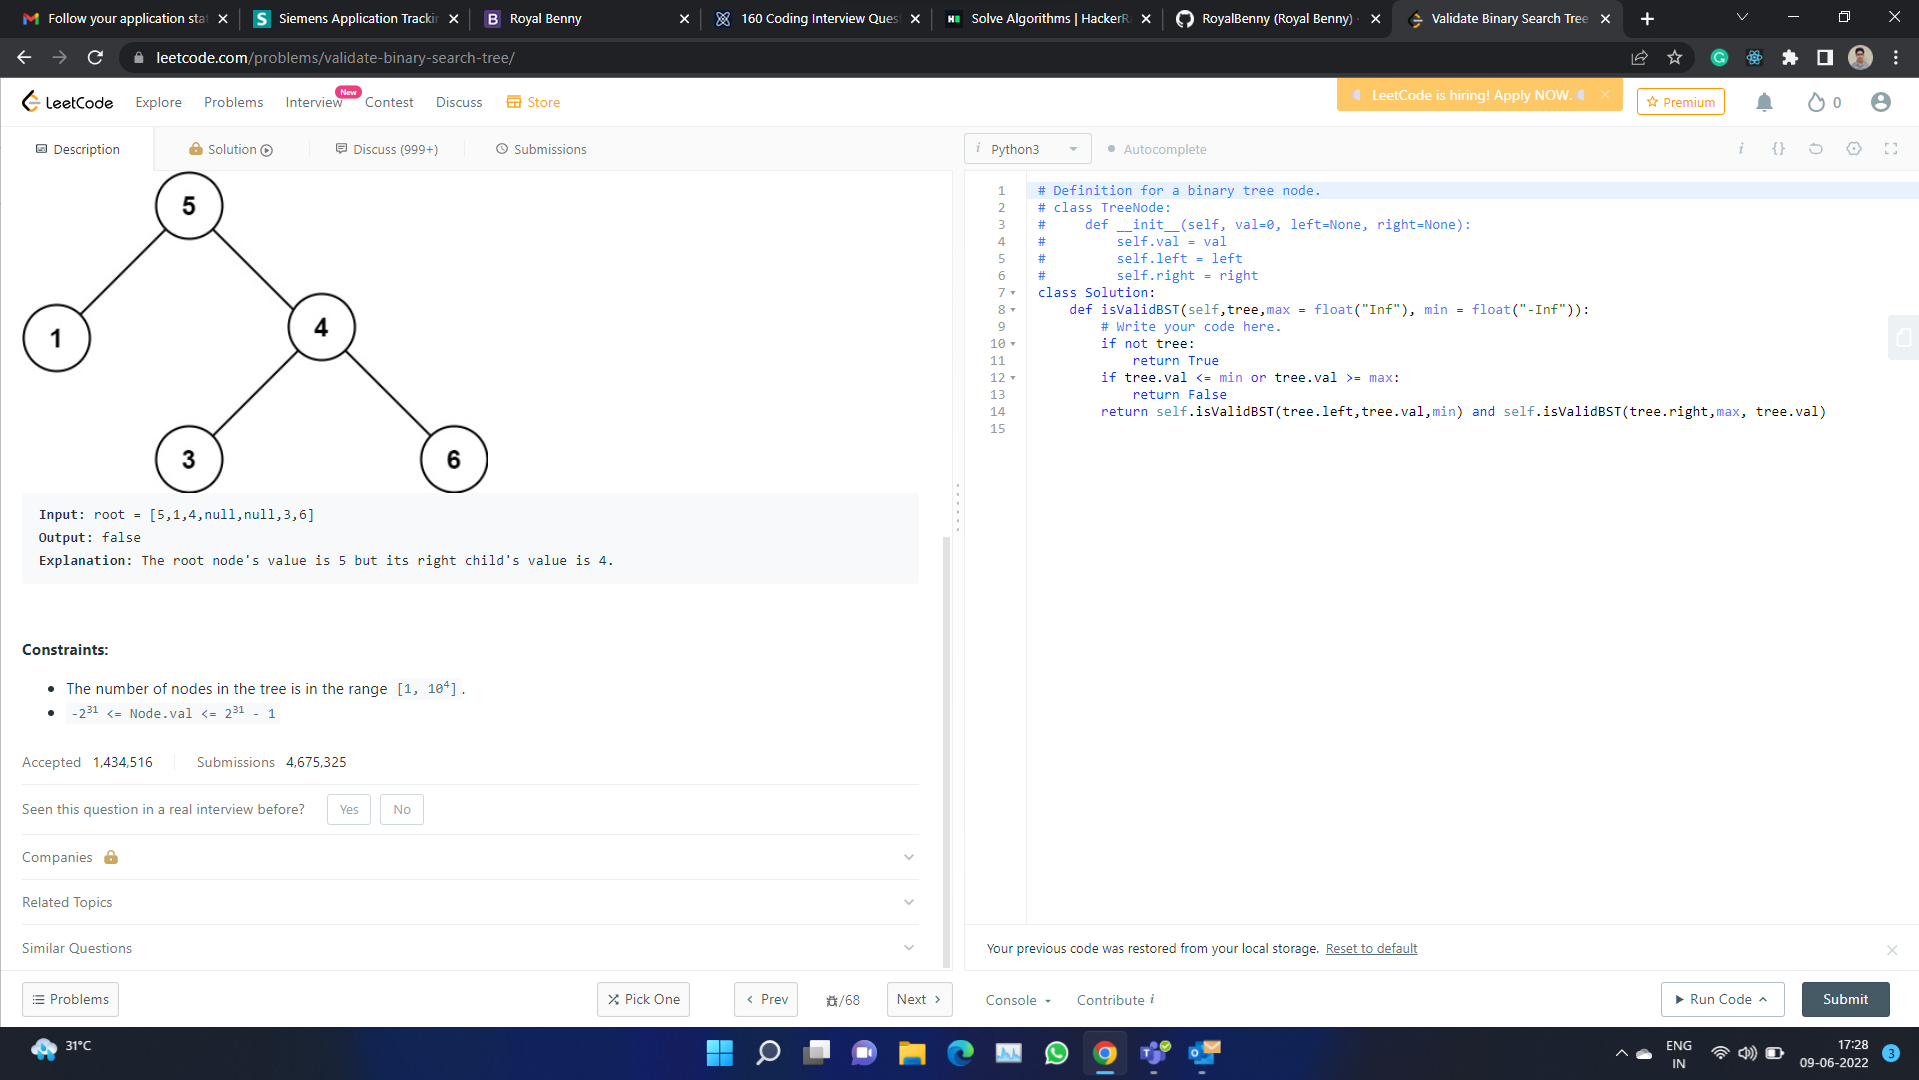 Follow your application sta
Siemens Application Trackin
Royal Benny
160 Coding Interview Ques
Solve Algorithms | HackerR
RoyalBenny (Royal Benny)
Validate Binary Search Tree
leetcode.com/problems/validate-binary-search-tree/
LeetCode
Explore
Problems
Interview
New
Contest
Discuss
Store
LeetCode is hiring! Apply NOW.
Premium
0
Description
Solution
Discuss (999+)
Submissions
5
1
4
3
6
Input: root = [5,1,4,null,null,3,6]
Output: false
Explanation: The root node's value is 5 but its right child's value is 4.
Constraints:
• The number of nodes in the tree is in the range [1, 10⁴].
• -2³¹ <= Node.val <= 2³¹ - 1
Accepted 1,434,516
Submissions 4,675,325
Seen this question in a real interview before?
Yes
No
Companies
Related Topics
Similar Questions
Problems
Pick One
Prev
/68
Next
i Python3
Autocomplete
i {}
1 # Definition for a binary tree node.
2 # class TreeNode:
3 #     def __init__(self, val=0, left=None, right=None):
4 #         self.val = val
5 #         self.left = left
6 #         self.right = right
7 class Solution:
8     def isValidBST(self,tree,max = float("Inf"), min = float("-Inf")):
9         # Write your code here.
10         if not tree:
11             return True
12         if tree.val <= min or tree.val >= max:
13             return False
14         return self.isValidBST(tree.left,tree.val,min) and self.isValidBST(tree.right,max, tree.val)
15
Your previous code was restored from your local storage. Reset to default
Console
Contribute i
Run Code
Submit
31°C
ENG
IN
17:28
09-06-2022
3